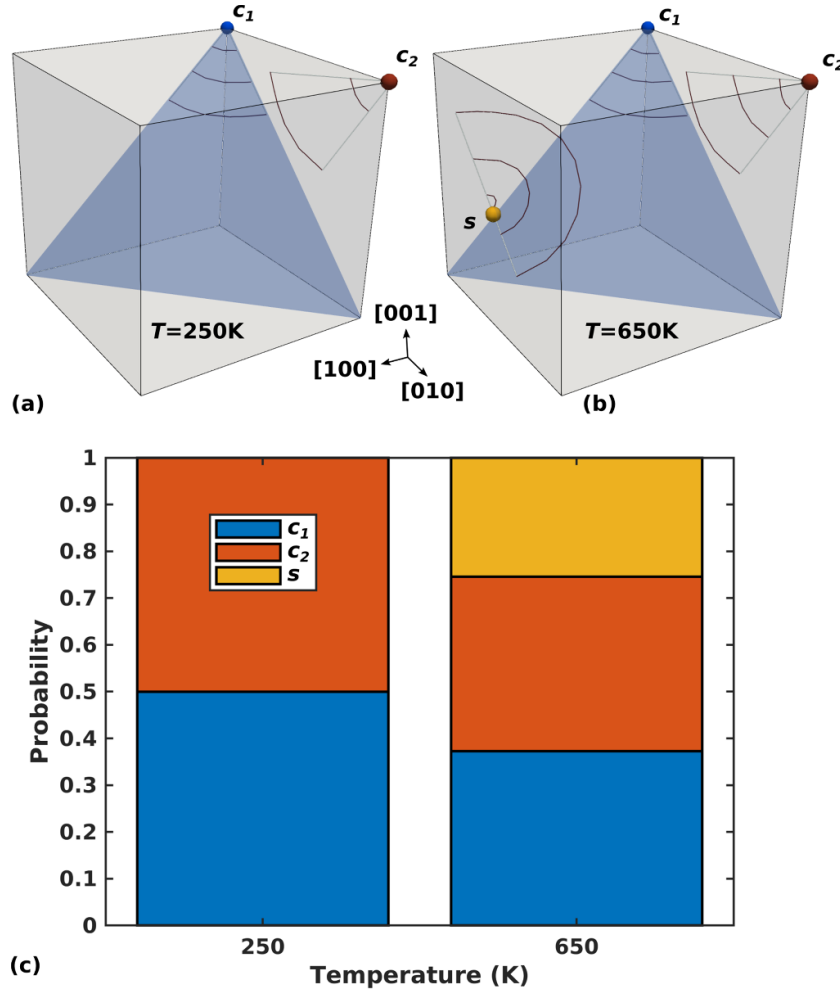 c1
c2
T=250K
[001]
[100]
[010]
(a)
c1
c2
s
T=650K
(b)
1
0.9
0.8
0.7
0.6
0.5
0.4
0.3
0.2
0.1
0
Probability
c1
c2
s
250
650
Temperature (K)
(c)